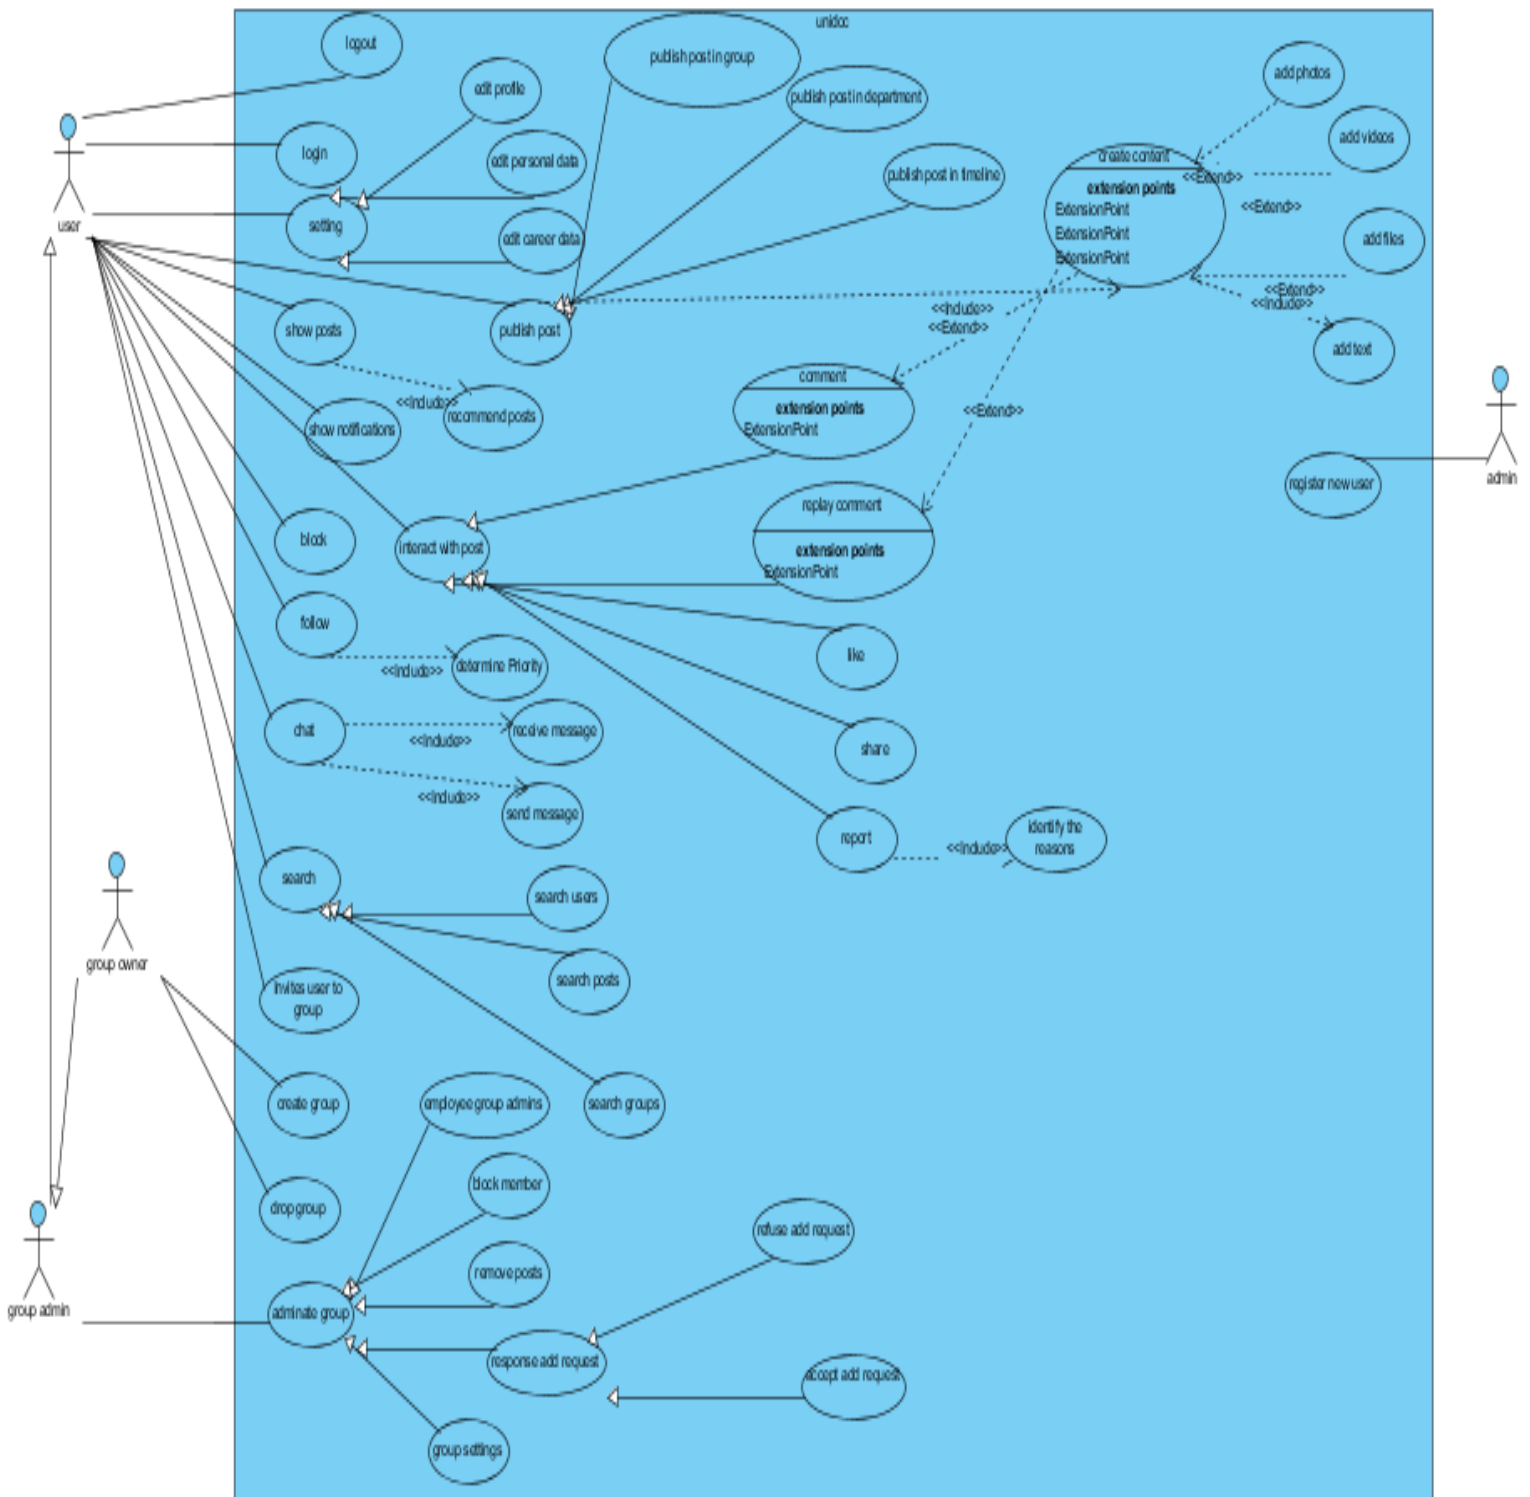 unidoc
logout
publish post in group
edit profile
add photos
publish post in department
login
edit personal data
add videos
create content
publish post in timeline
<<Extend>>
extension points
ExtensionPoint
ExtensionPoint
ExtensionPoint
<<Extend>>
user
setting
edit career data
add files
<<Extend>>
<<Include>>
<<Include>>
<<Extend>>
show posts
publish post
add text
comment
extension points
ExtensionPoint
<<Include>>
recommend posts
<<Extend>>
show notifications
admin
register new user
replay comment
extension points
ExtensionPoint
block
interact with post
follow
<<Include>>
determine Priority
like
chat
<<Include>>
receive message
share
<<Include>>
send message
report
<<Include>>
identify the
reasons
search
search users
group owner
search posts
invites user to
group
create group
employee group admins
search groups
block member
drop group
refuse add request
remove posts
group admin
adminate group
response add request
accept add request
group settings